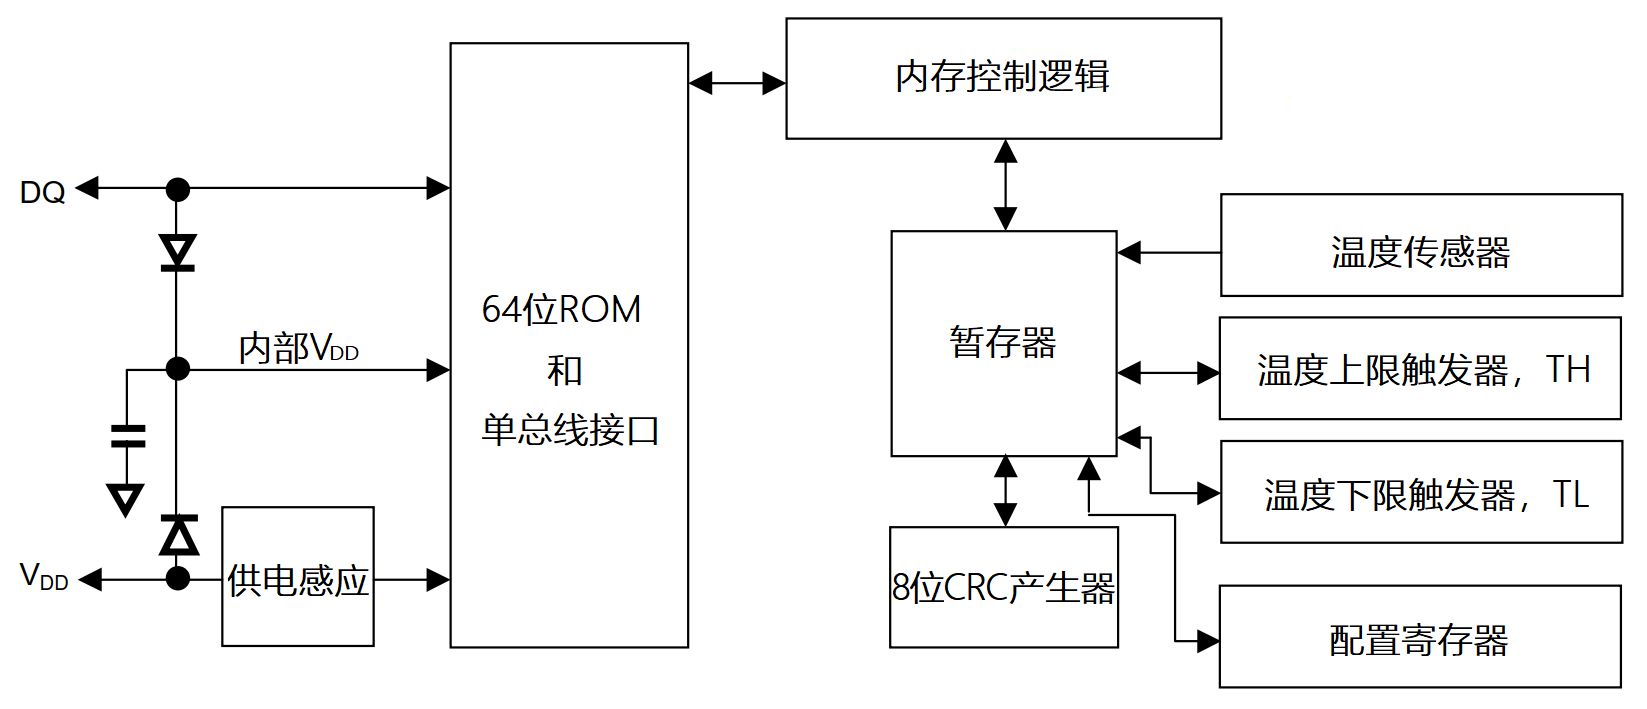 DQ
内部VDD
VDD
供电感应
64位ROM
和
单总线接口
内存控制逻辑
暂存器
8位CRC产生器
温度传感器
温度上限触发器，TH
温度下限触发器，TL
配置寄存器